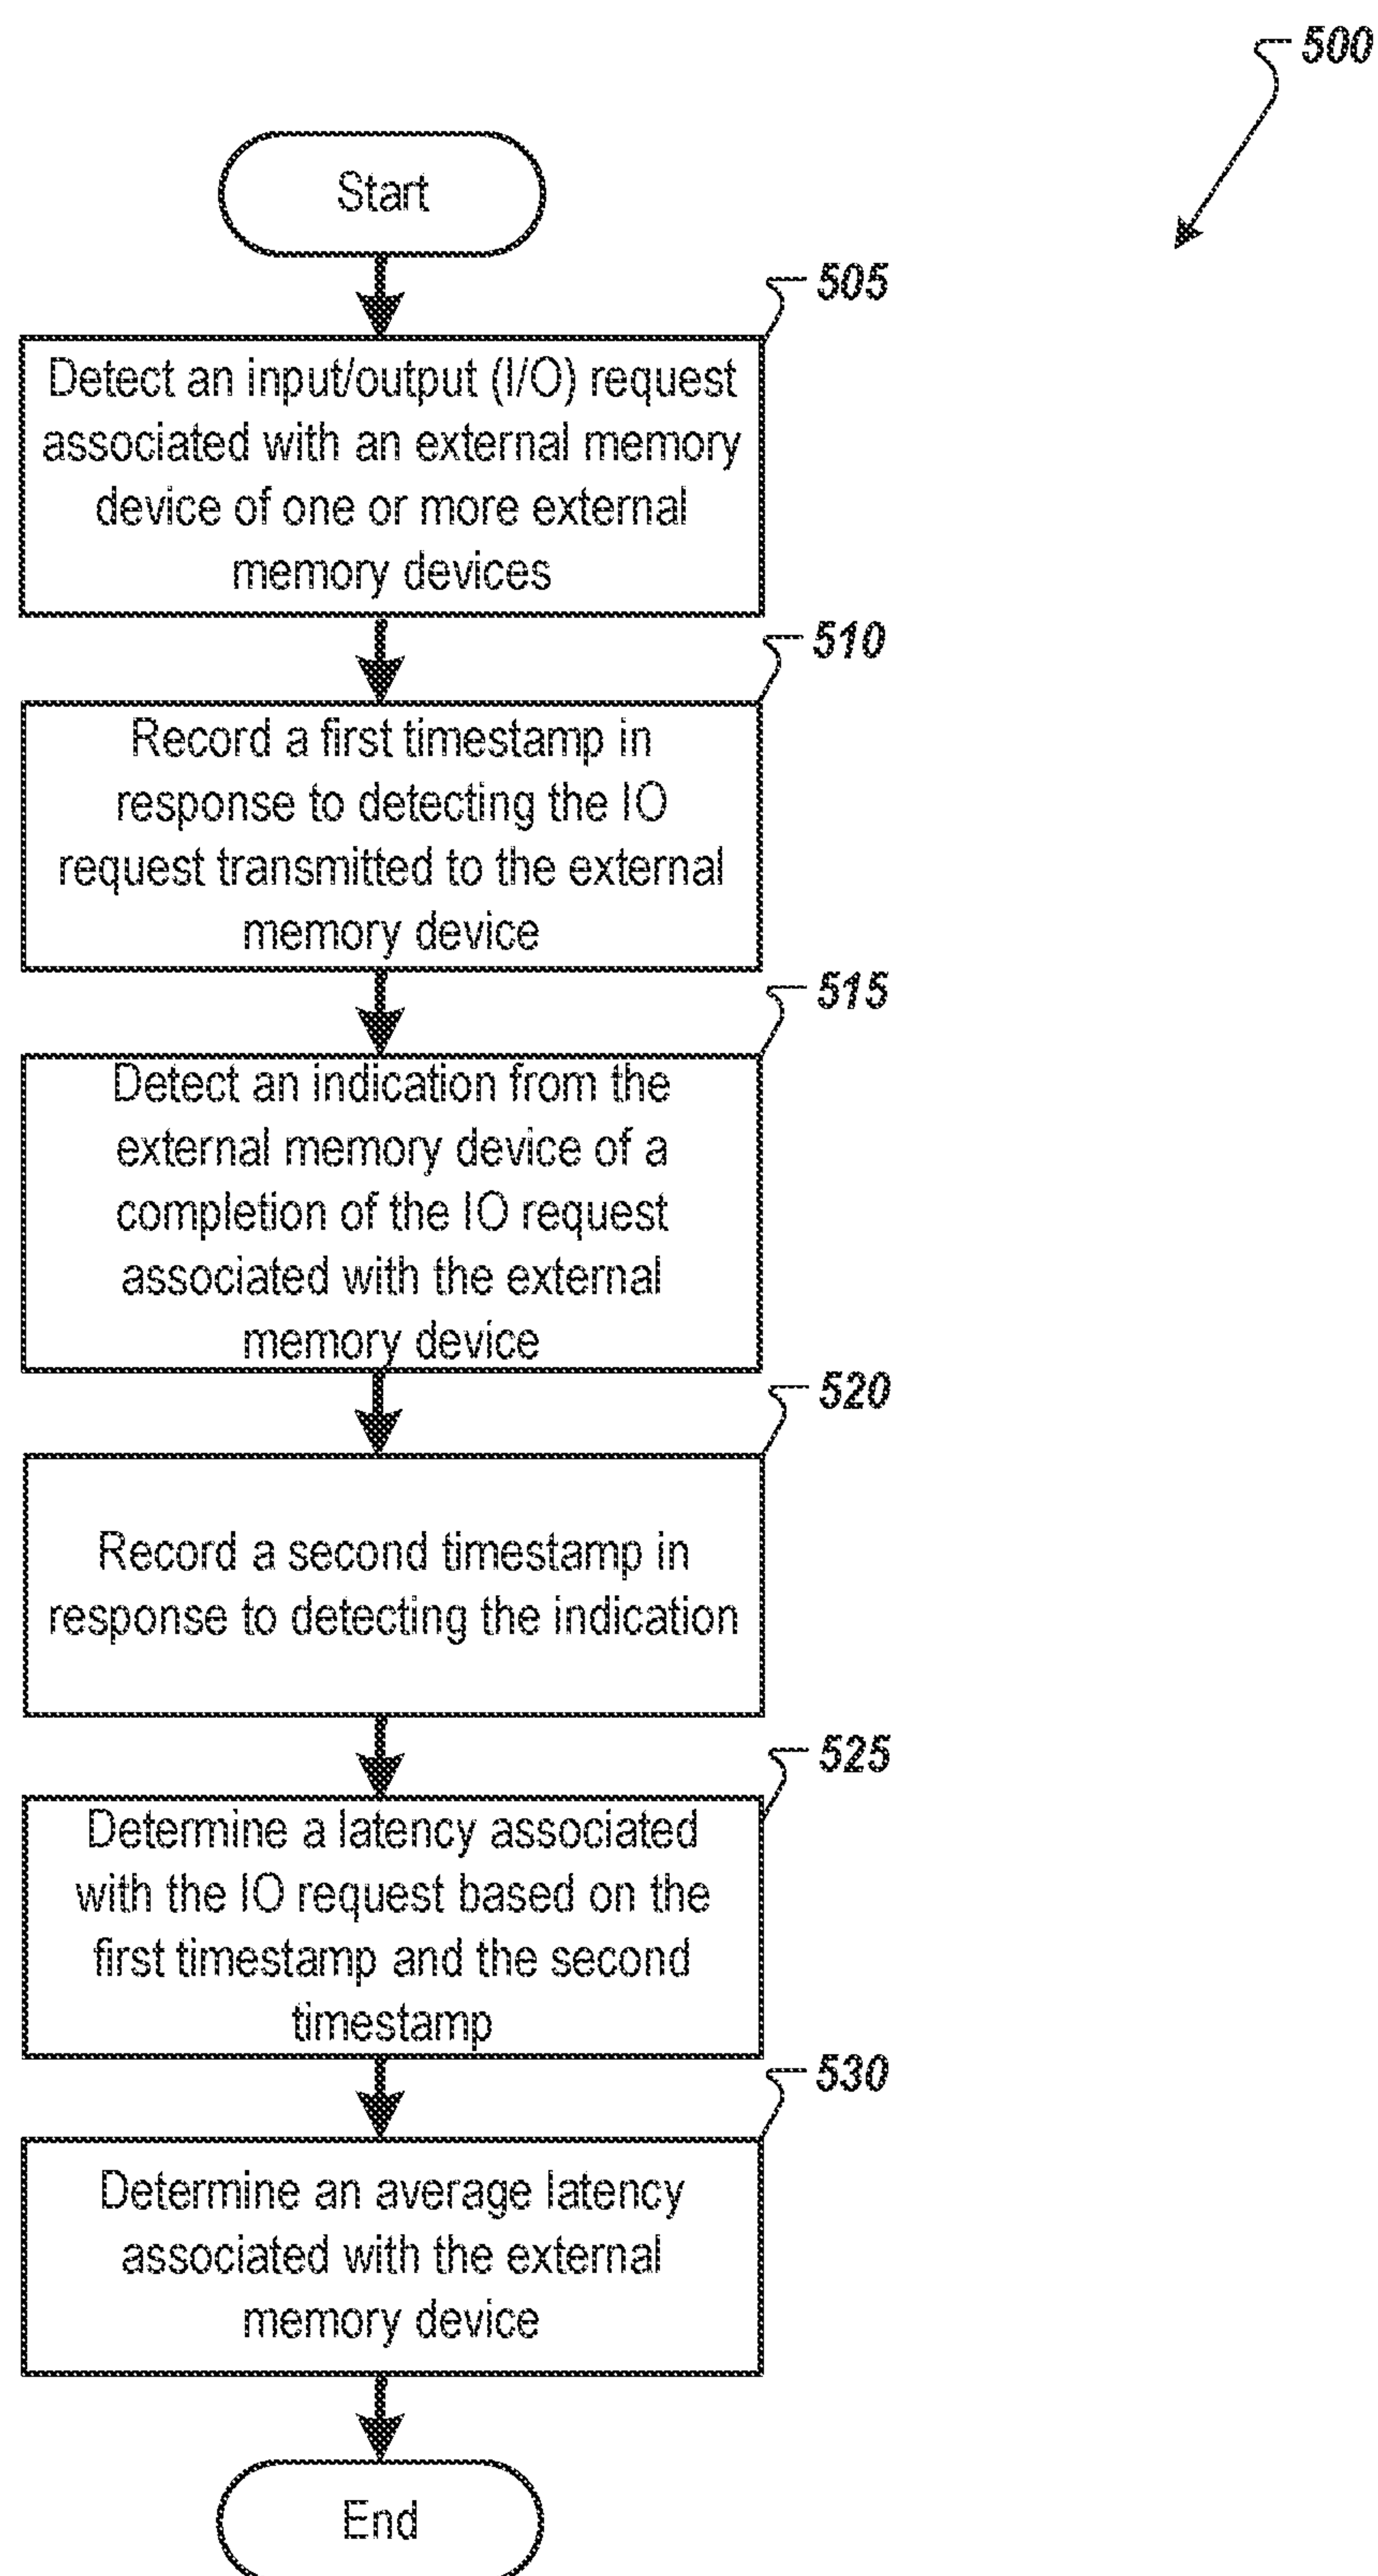 500
Start
505
Detect an input/output (I/O) request
associated with an external memory
device of one or more external
memory devices
510
Record a first timestamp in
response to detecting the IO
request transmitted to the external
memory device
515
Detect an indication from the
external memory device of a
completion of the IO request
associated with the external
memory device
520
Record a second timestamp in
response to detecting the indication
525
Determine a latency associated
with the IO request based on the
first timestamp and the second
timestamp
530
Determine an average latency
associated with the external
memory device
End